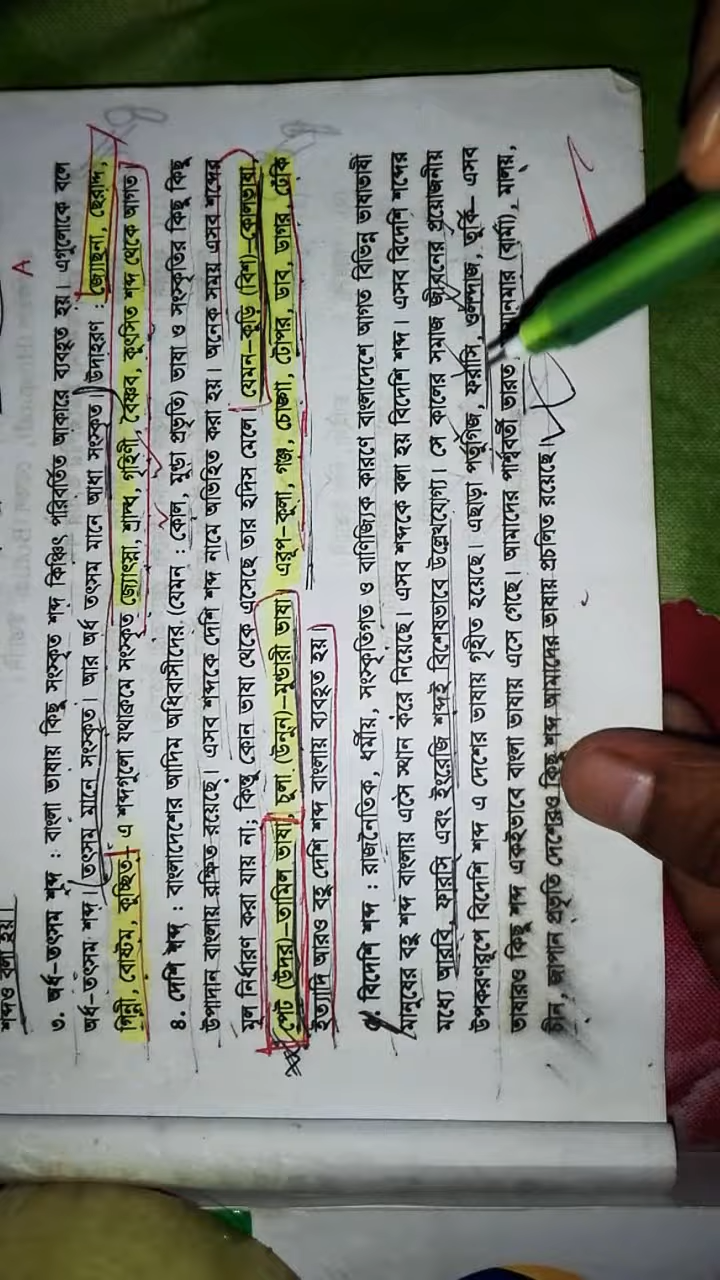 শব্দও বলা হয়।
৩. অর্ধ-তৎসম শব্দ : বাংলা ভাষায় কিছু সংস্কৃত শব্দ কিঞ্চিৎ পরিবর্তিত আকারে ব্যবহৃত হয়। এগুলোকে বলে
অর্ধ-তৎসম শব্দ। তৎসম মানে সংস্কৃত। আর অর্ধ তৎসম মানে আধা সংস্কৃত। উদাহরণ : জ্যোছনা, ছেরাদ্দ,
গিন্নী, বোষ্টম, কুচ্ছিত- এ শব্দগুলো যথাক্রমে সংস্কৃত জ্যোৎস্না, শ্রাদ্ধ, গৃহিণী, বৈষ্ণব, কুৎসিত শব্দ থেকে আগত।
৪. দেশি শব্দ : বাংলাদেশের আদিম অধিবাসীদের (যেমন : কোল, মুণ্ডা প্রভৃতি) ভাষা ও সংস্কৃতির কিছু কিছু
উপাদান বাংলায় রক্ষিত রয়েছে। এসব শব্দকে দেশি শব্দ নামে অভিহিত করা হয়। অনেক সময় এসব শব্দের
মূল নির্ধারণ করা যায় না; কিন্তু কোন ভাষা থেকে এসেছে তার হদিস মেলে। যেমন-কুড়ি (বিশ)-কোলভাষা,
পেট (উদর)-তামিল ভাষা, চুলা (উনুন)-মুণ্ডারী ভাষা। এরূপ-কুলা, গঞ্জ, চোঙ্গা, টোপর, ডাব, ডাগর, ঢেঁকি
ইত্যাদি আরও বহু দেশি শব্দ বাংলায় ব্যবহৃত হয়।
৫. বিদেশি শব্দ : রাজনৈতিক, ধর্মীয়, সংস্কৃতিগত ও বাণিজ্যিক কারণে বাংলাদেশে আগত বিভিন্ন ভাষাভাষী
মানুষের বহু শব্দ বাংলায় এসে স্থান করে নিয়েছে। এসব শব্দকে বলা হয় বিদেশি শব্দ। এসব বিদেশি শব্দের
মধ্যে আরবি, ফারসি এবং ইংরেজি শব্দই বিশেষভাবে উল্লেখযোগ্য। সে কালের সমাজ জীবনের প্রয়োজনীয়
উপকরণরূপে বিদেশি শব্দ এ দেশের ভাষায় গৃহীত হয়েছে। এছাড়া পর্তুগিজ, ফরাসি, ওলন্দাজ, তুর্কি- এসব
ভাষারও কিছু শব্দ একইভাবে বাংলা ভাষায় এসে গেছে। আমাদের পার্শ্ববর্তী ভারত, (বার্মা), মালয়,
চীন, জাপান প্রভৃতি দেশেরও কিছু শব্দ আমাদের ভাষায় প্রচলিত রয়েছে।
A